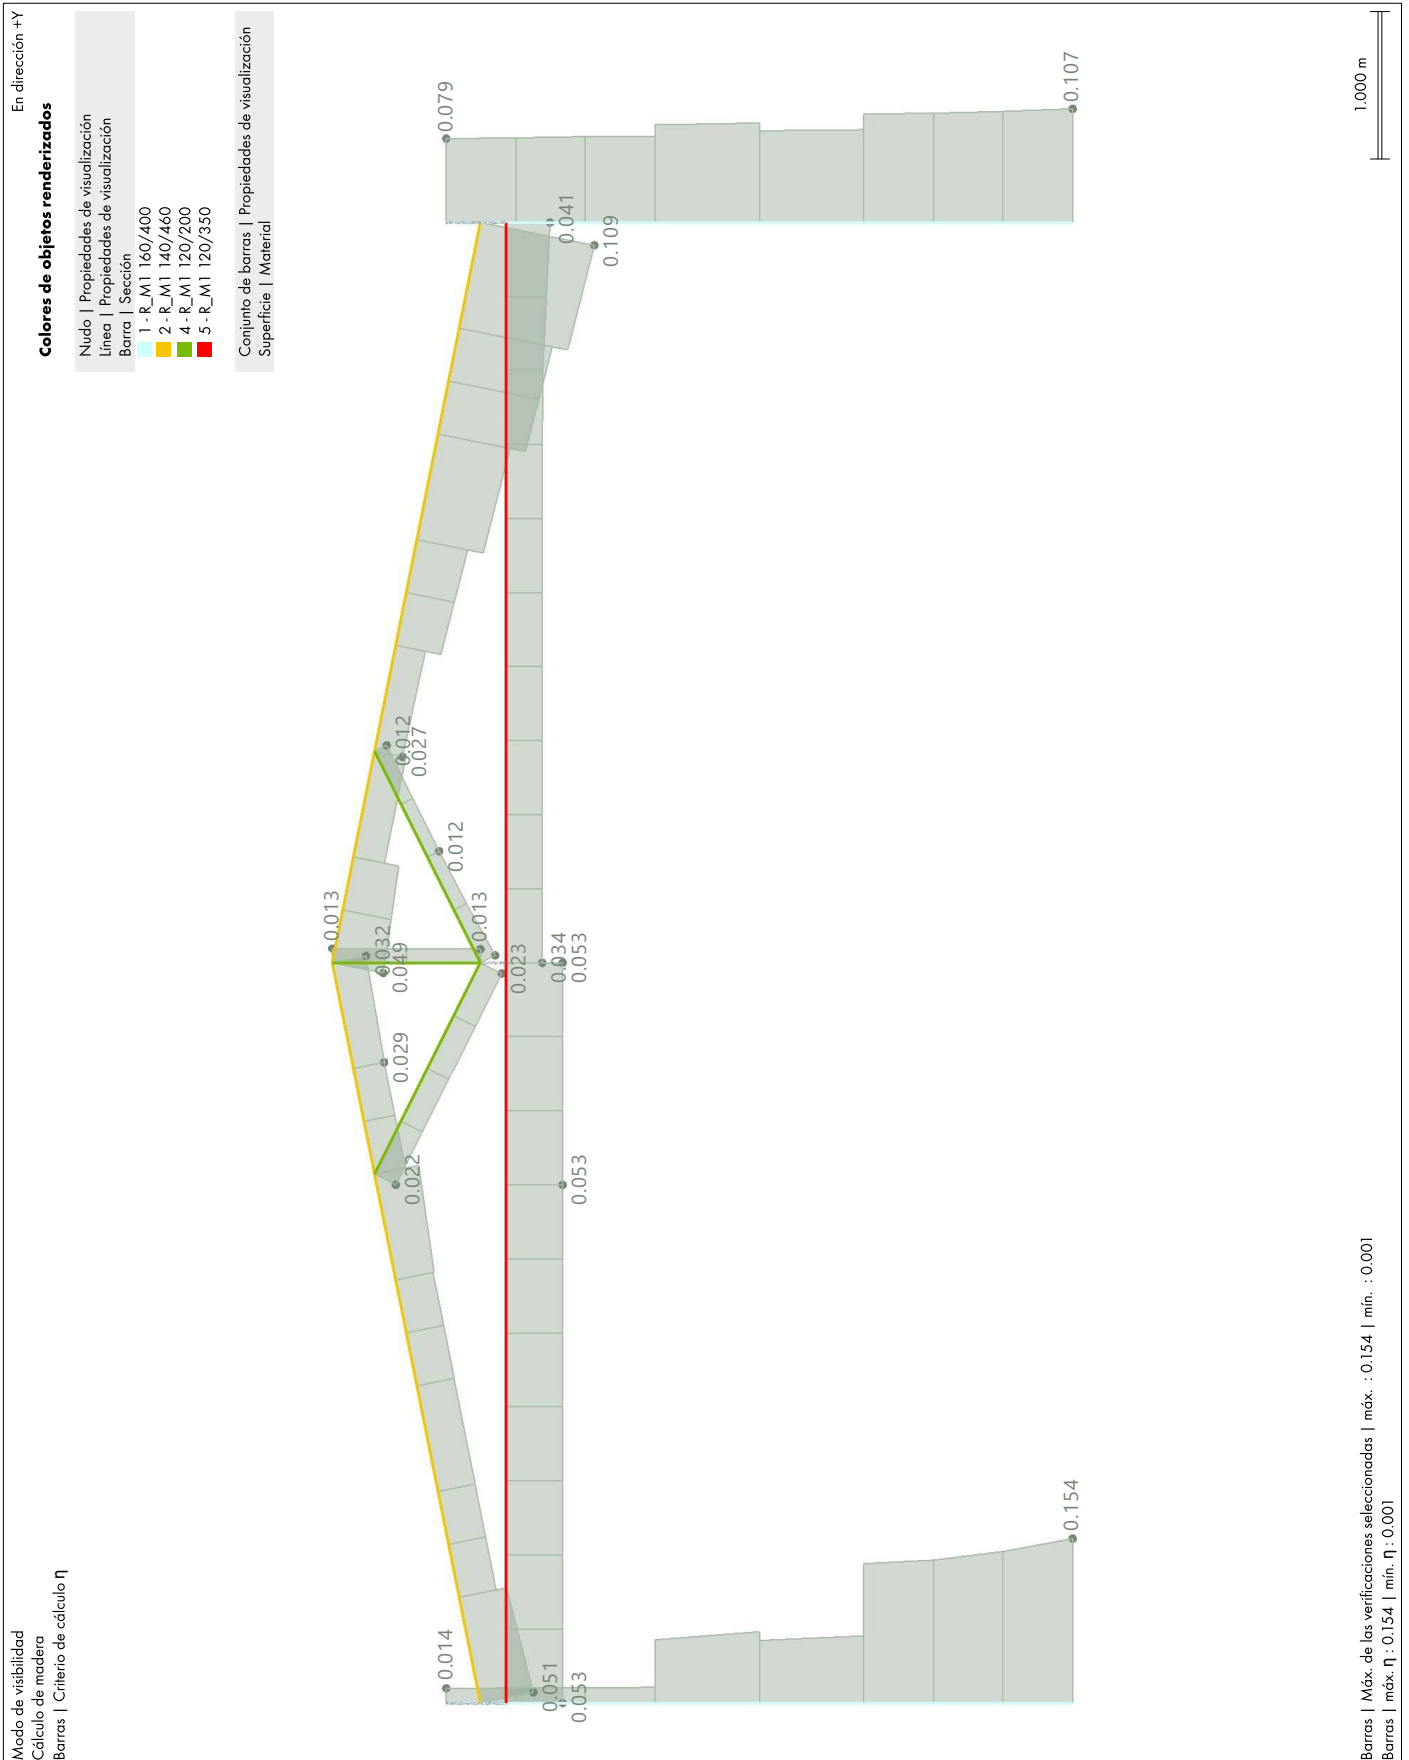 Modo de visibilidad
Cálculo de madera
Barras | Criterio de cálculo η
En dirección +Y
Colores de objetos renderizados
Nudo | Propiedades de visualización
Línea | Propiedades de visualización
Barra | Sección
1 - R_M1 160/400
2 - R_M1 140/460
4 - R_M1 120/200
5 - R_M1 120/350
Conjunto de barras | Propiedades de visualización
Superficie | Material
0.013
0.032
0.049
0.029
0.022
0.012
0.027
0.012
0.013
0.023
0.034
0.053
0.053
0.014
0.051
0.053
0.154
0.079
0.041
0.109
0.107
1.000 m
Barras | Máx. de las verificaciones seleccionadas | máx. : 0.154 | mín. : 0.001
Barras | máx. η : 0.154 | mín. η : 0.001